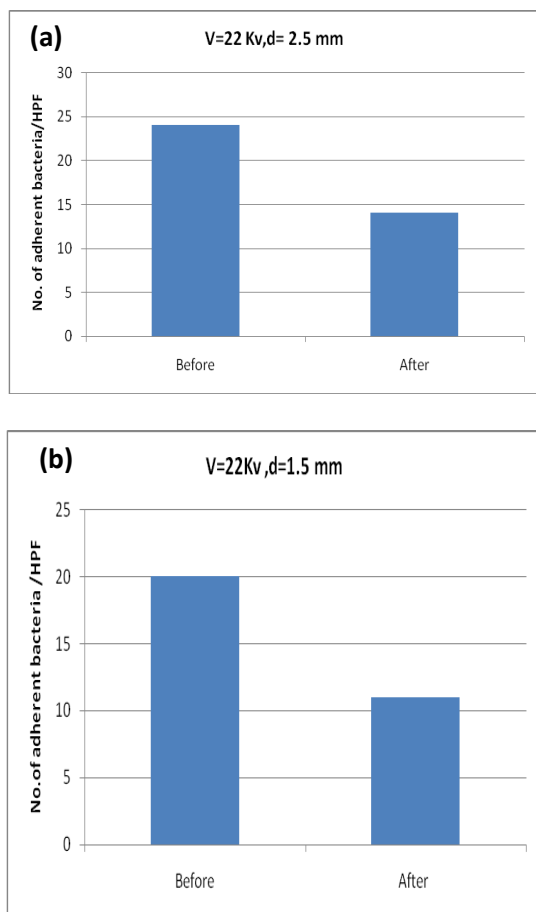 (a)
V=22 Kv,d= 2.5 mm
No. of adherent bacteria/HPF
30
25
20
15
10
5
0
Before After
(b)
V=22Kv ,d=1.5 mm
No.of adherent bacteria /HPF
25
20
15
10
5
0
Before After